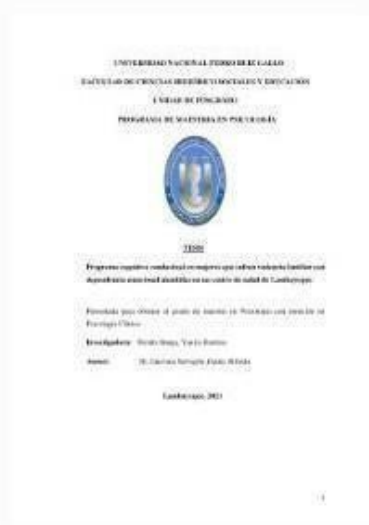 UNIVERSIDAD NACIONAL PEDRO RUIZ GALLO
FACULTAD DE CIENCIAS HISTÓRICO SOCIALES Y EDUCACIÓN
UNIDAD DE POSGRADO
PROGRAMA DE MAESTRÍA EN PSICOLOGÍA
TESIS
Programa cognitivo conductual en mujeres que sufren violencia familiar con
dependencia emocional atendidas en un centro de salud de Lambayeque.
Presentada para obtener el grado de maestro en Psicología con mención en
Psicología Clínica
Investigadora:
Asesor:
Lambayeque, 2021